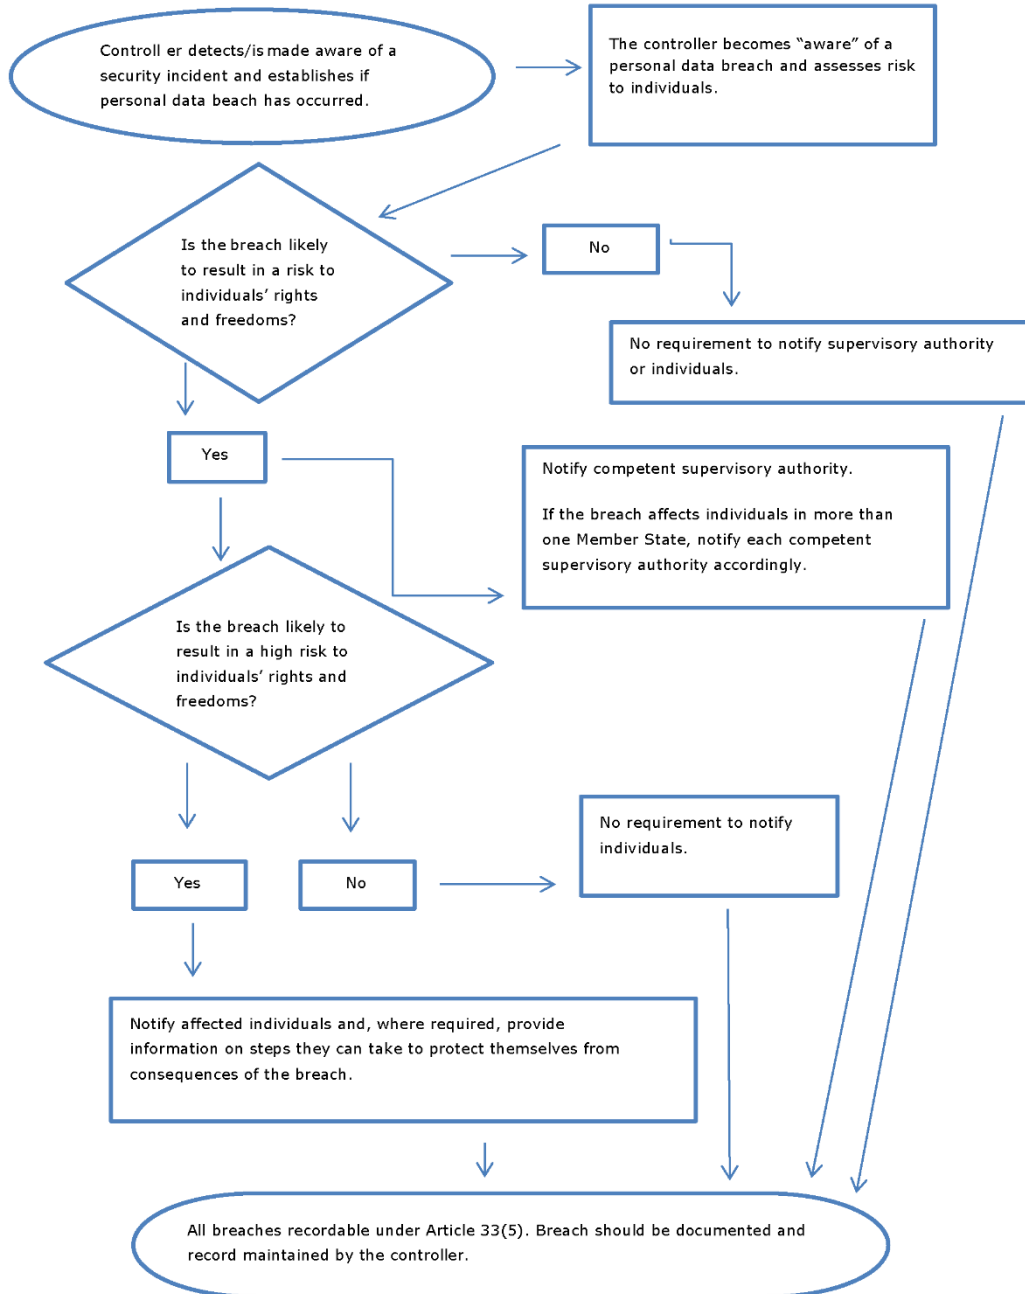 Controll er detects/is made aware of a
security incident and establishes if
personal data beach has occurred.
The controller becomes “aware” of a
personal data breach and assesses risk
to individuals.
Is the breach likely
to result in a risk to
individuals’ rights
and freedoms?
No
No requirement to notify supervisory authority
or individuals.
Yes
Notify competent supervisory authority.
If the breach affects individuals in more than
one Member State, notify each competent
supervisory authority accordingly.
Is the breach likely to
result in a high risk to
individuals’ rights and
freedoms?
Yes
No
No requirement to notify
individuals.
Notify affected individuals and, where required, provide
information on steps they can take to protect themselves from
consequences of the breach.
All breaches recordable under Article 33(5). Breach should be documented and
record maintained by the controller.